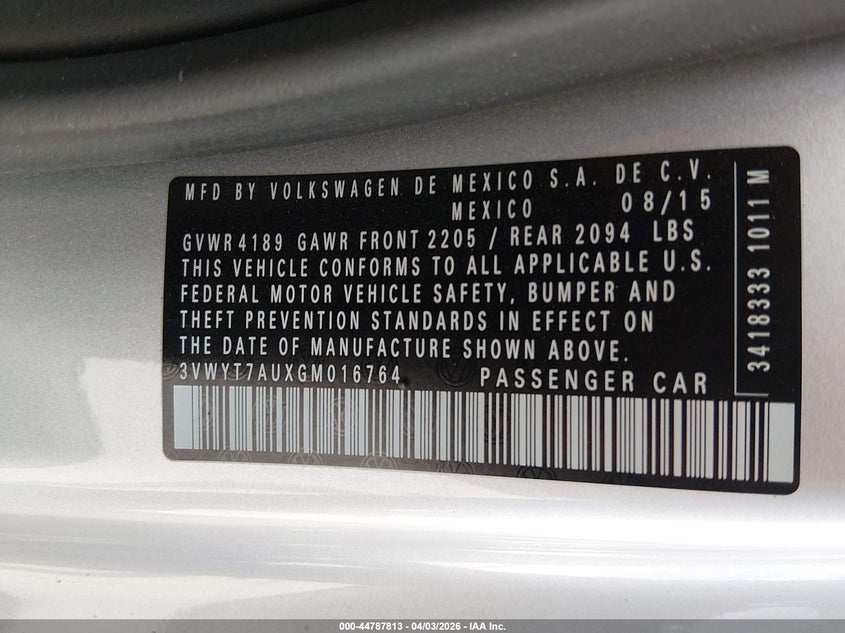 MFD BY VOLKSWAGEN DE MEXICO S.A. DE C.V.
MEXICO 08/15
GVWR 4189 GAWR FRONT 2205 / REAR 2094 LBS
THIS VEHICLE CONFORMS TO ALL APPLICABLE U.S.
FEDERAL MOTOR VEHICLE SAFETY, BUMPER AND
THEFT PREVENTION STANDARDS IN EFFECT ON
THE DATE OF MANUFACTURE SHOWN ABOVE.
3VWYT7AUXGM016764 PASSENGER CAR
3418333 1011 M
000-44787813 - 04/03/2026 - IAA Inc.